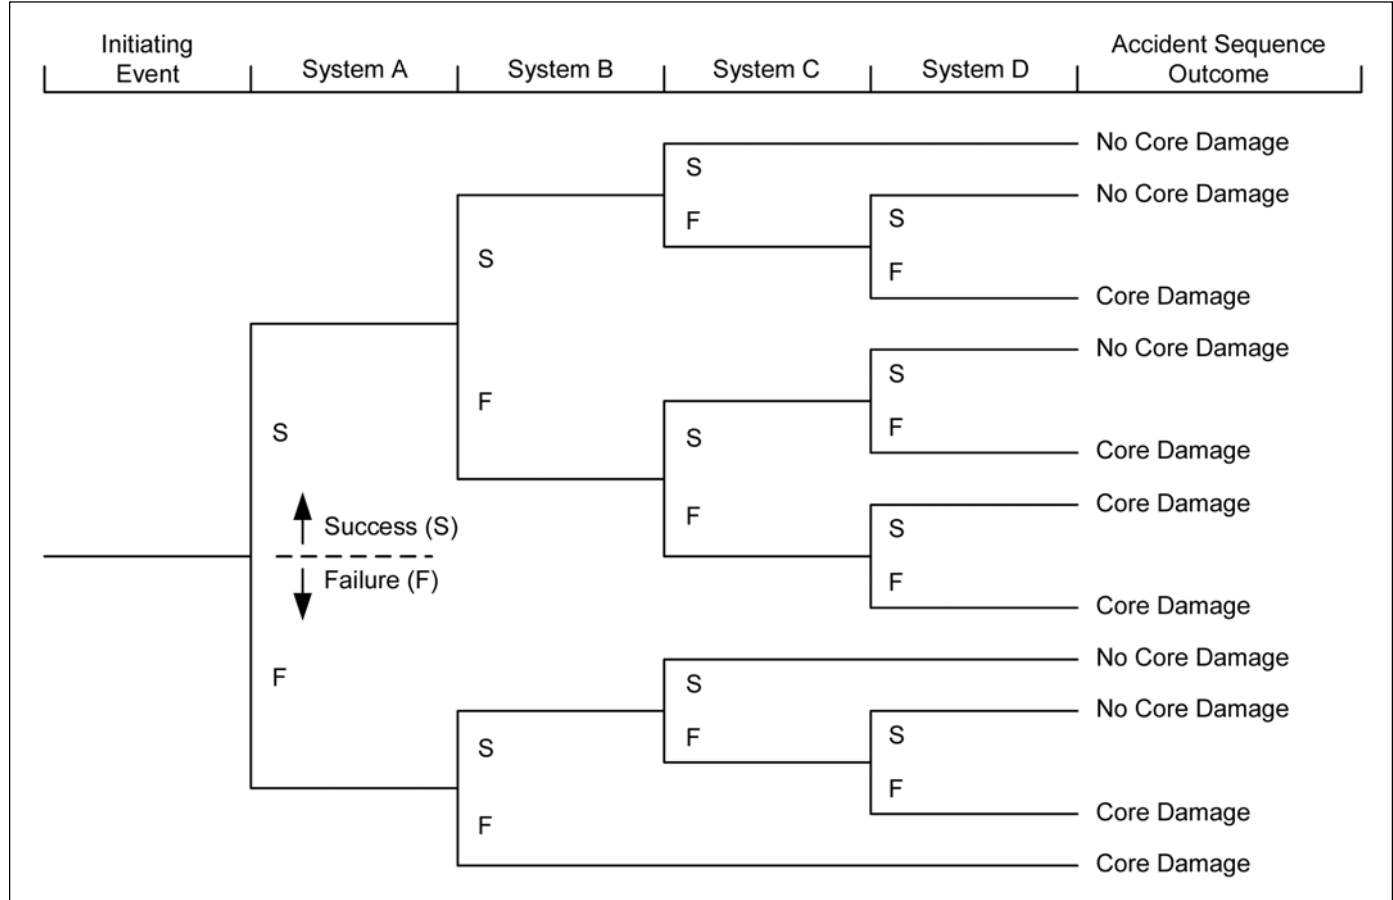 Initiating
Event
System A
System B
System C
System D
Accident Sequence
Outcome
No Core Damage
S
No Core Damage
F
S
S
F
Core Damage
No Core Damage
S
F
S
S
F
Core Damage
Core Damage
F
Success (S)
S
Failure (F)
F
Core Damage
No Core Damage
F
S
No Core Damage
S
F
S
F
Core Damage
F
Core Damage